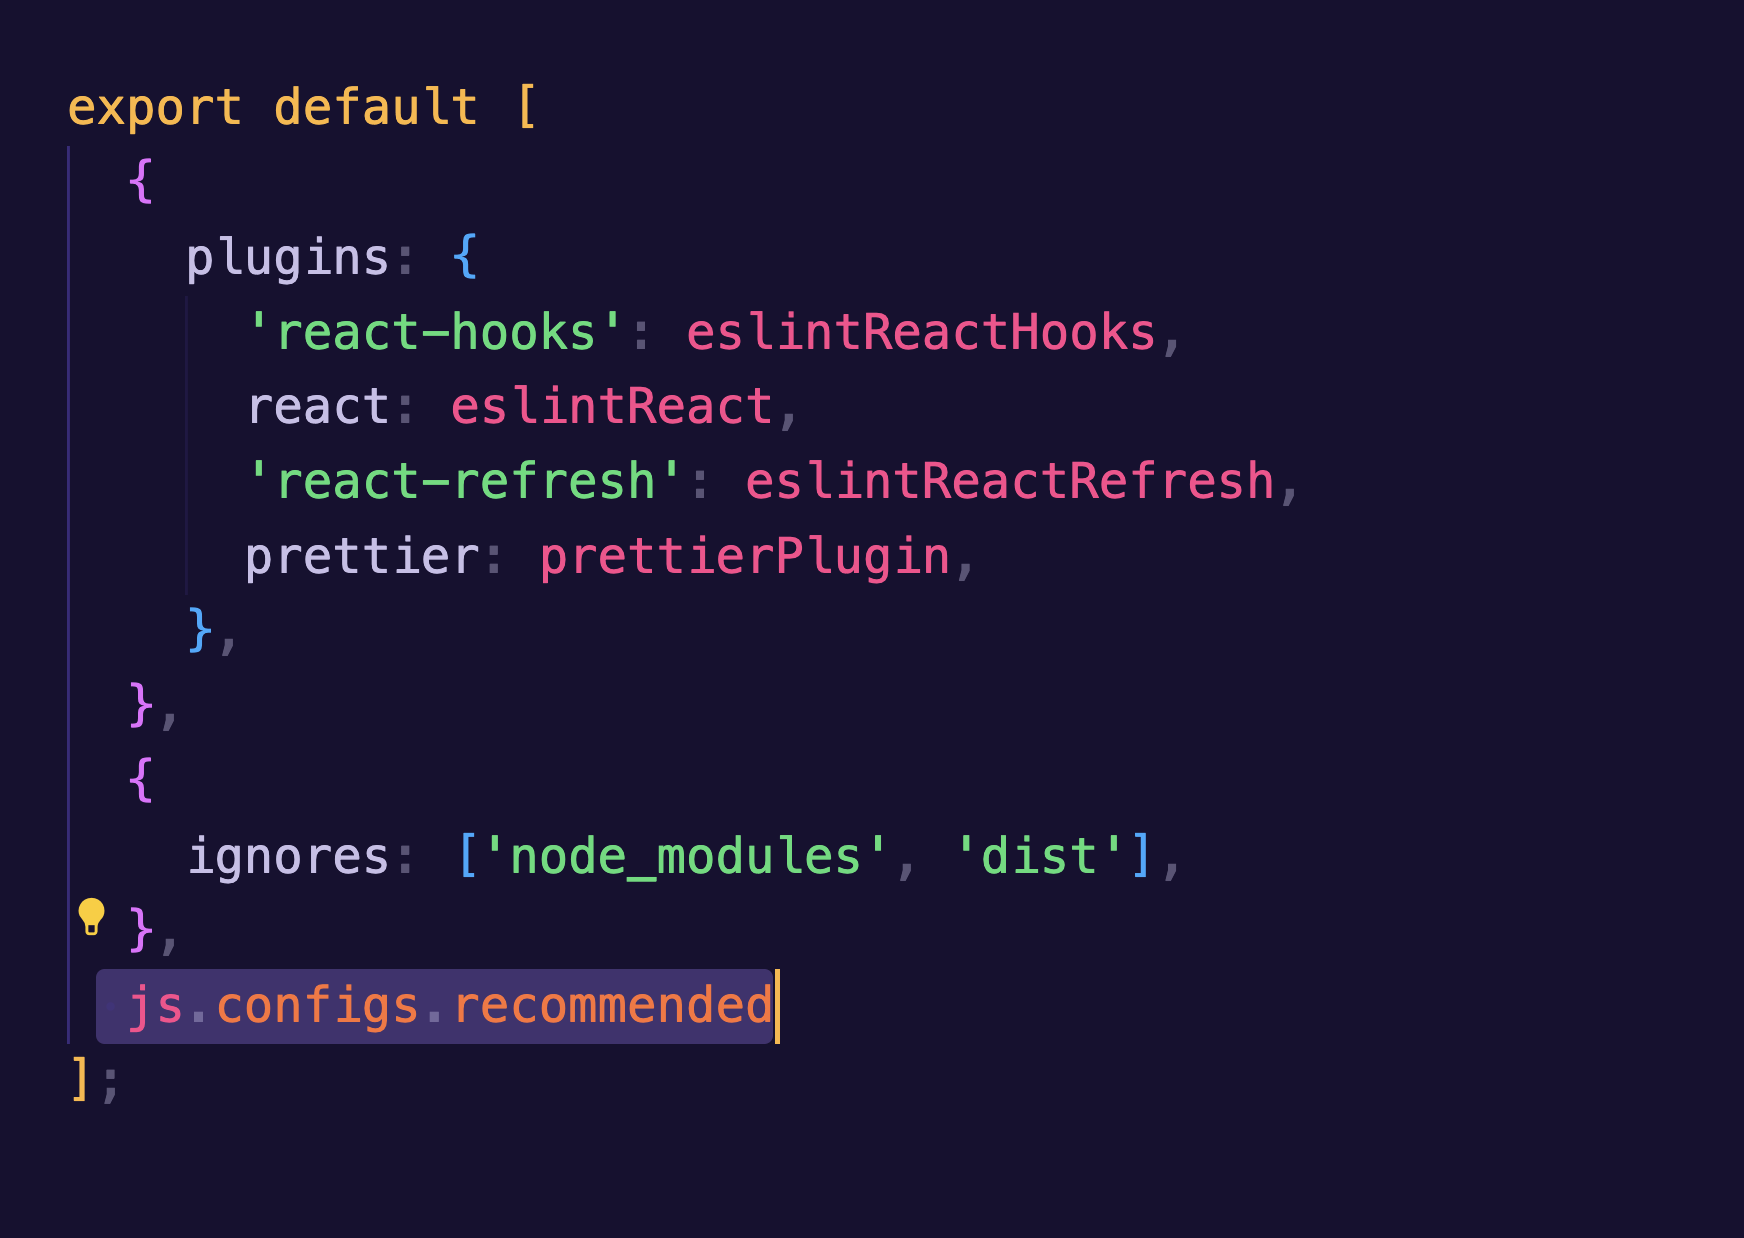 export default [
  {
    plugins: {
      'react-hooks': eslintReactHooks,
      react: eslintReact,
      'react-refresh': eslintReactRefresh,
      prettier: prettierPlugin,
    },
  },
  {
    ignores: ['node_modules', 'dist'],
  },
  js.configs.recommended
];